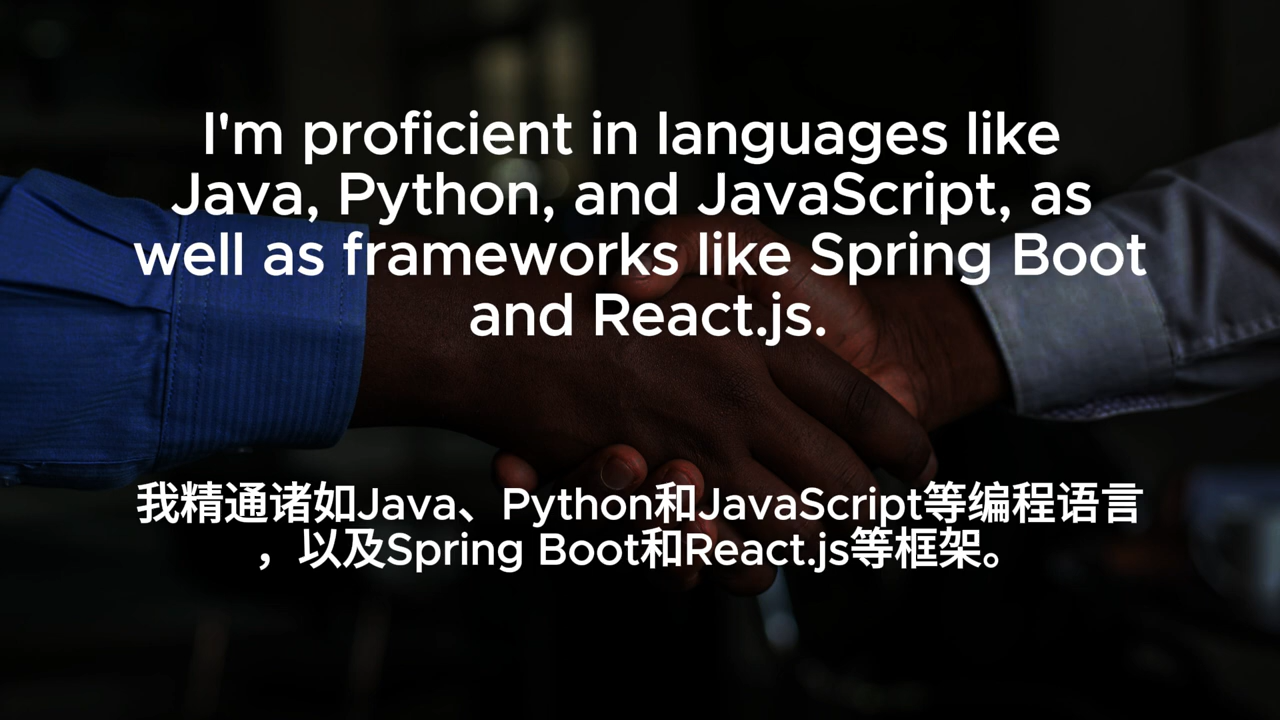 I'm proficient in languages like
Java, Python, and JavaScript, as
well as frameworks like Spring Boot
and React.js.
我精通诸如Java、Python和JavaScript等编程语言
，以及Spring Boot和React.js等框架。